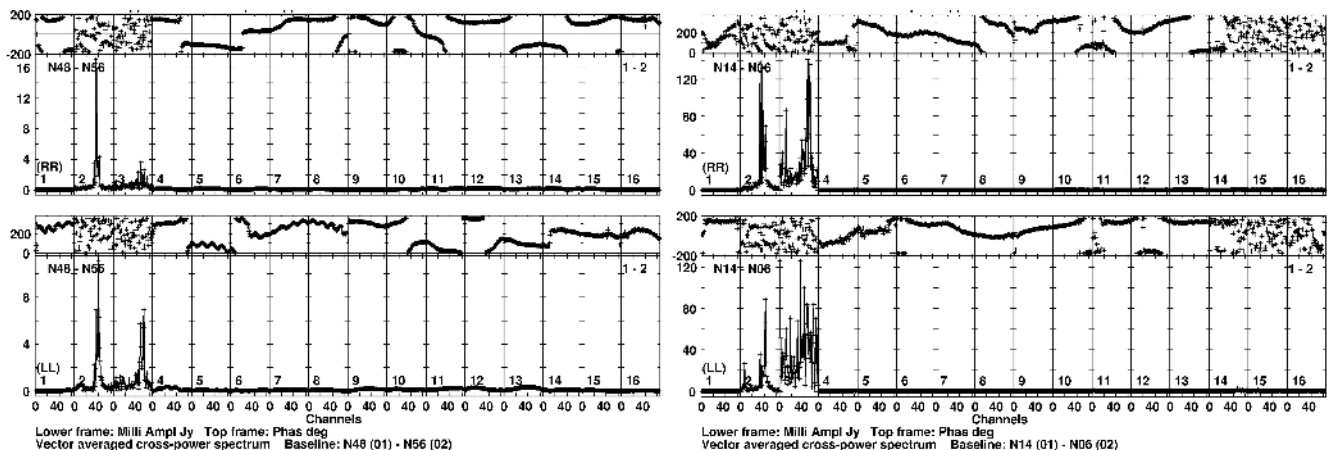 200
0
-200
N48 - N56
1 - 2
16
12
8
4
0
(RR)
1 2 3 4 5 6 7 8 9 10 11 12 13 14 15 16
200
0
N48 - N56
1 - 2
8
4
0
(LL)
1 2 3 4 5 6 7 8 9 10 11 12 13 14 15 16
0 40 0 40 0 40 0 40 0 40 0 40 0 40 0 40 0 40 0 40 0 40 0 40 0 40 0 40 0 40 0 40
Channels
Lower frame: Milli Ampl Jy Top frame: Phas deg
Vector averaged cross-power spectrum Baseline: N48 (01) - N56 (02)
200
0
N14 - N06
1 - 2
120
80
40
0
(RR)
1 2 3 4 5 6 7 8 9 10 11 12 13 14 15 16
200
0
-200
N14 - N06
1 - 2
120
80
40
0
(LL)
1 2 3 4 5 6 7 8 9 10 11 12 13 14 15 16
0 40 0 40 0 40 0 40 0 40 0 40 0 40 0 40 0 40 0 40 0 40 0 40 0 40 0 40 0 40 0 40
Channels
Lower frame: Milli Ampl Jy Top frame: Phas deg
Vector averaged cross-power spectrum Baseline: N14 (01) - N06 (02)